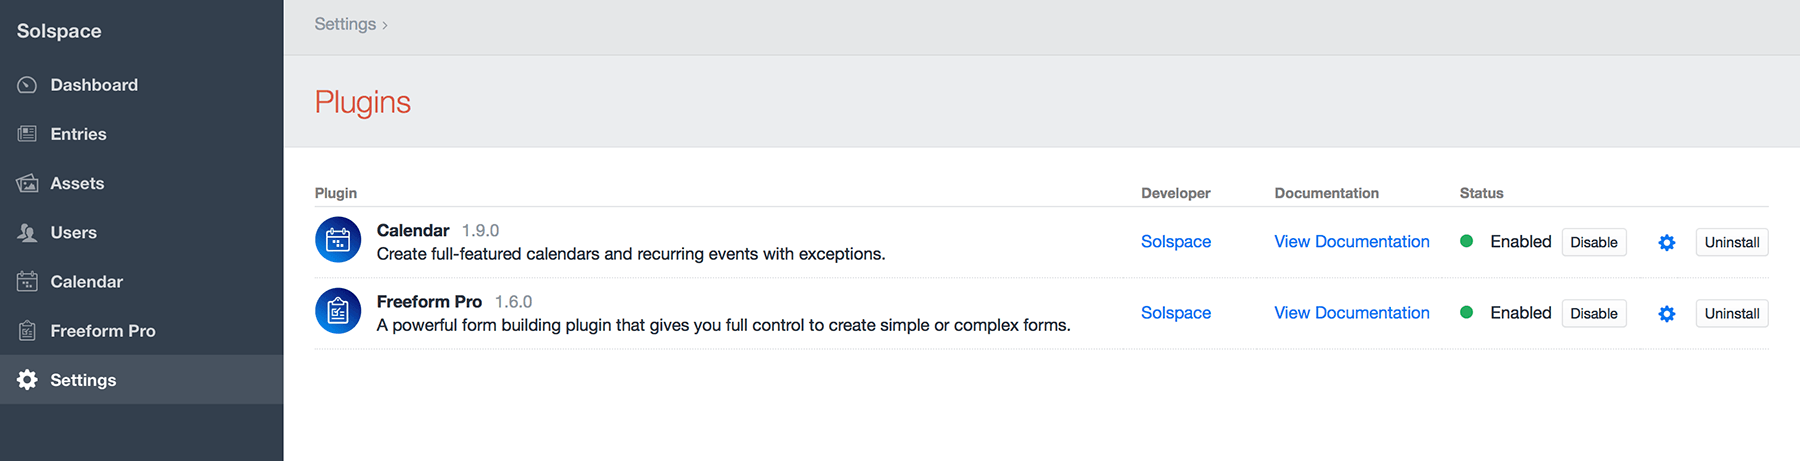 Solspace
Dashboard
Entries
Assets
Users
Calendar
Freeform Pro
Settings
Settings ›
Plugins
Plugin Developer Documentation Status
Calendar 1.9.0
Create full-featured calendars and recurring events with exceptions.
Solspace View Documentation Enabled Disable Uninstall
Freeform Pro 1.6.0
A powerful form building plugin that gives you full control to create simple or complex forms.
Solspace View Documentation Enabled Disable Uninstall